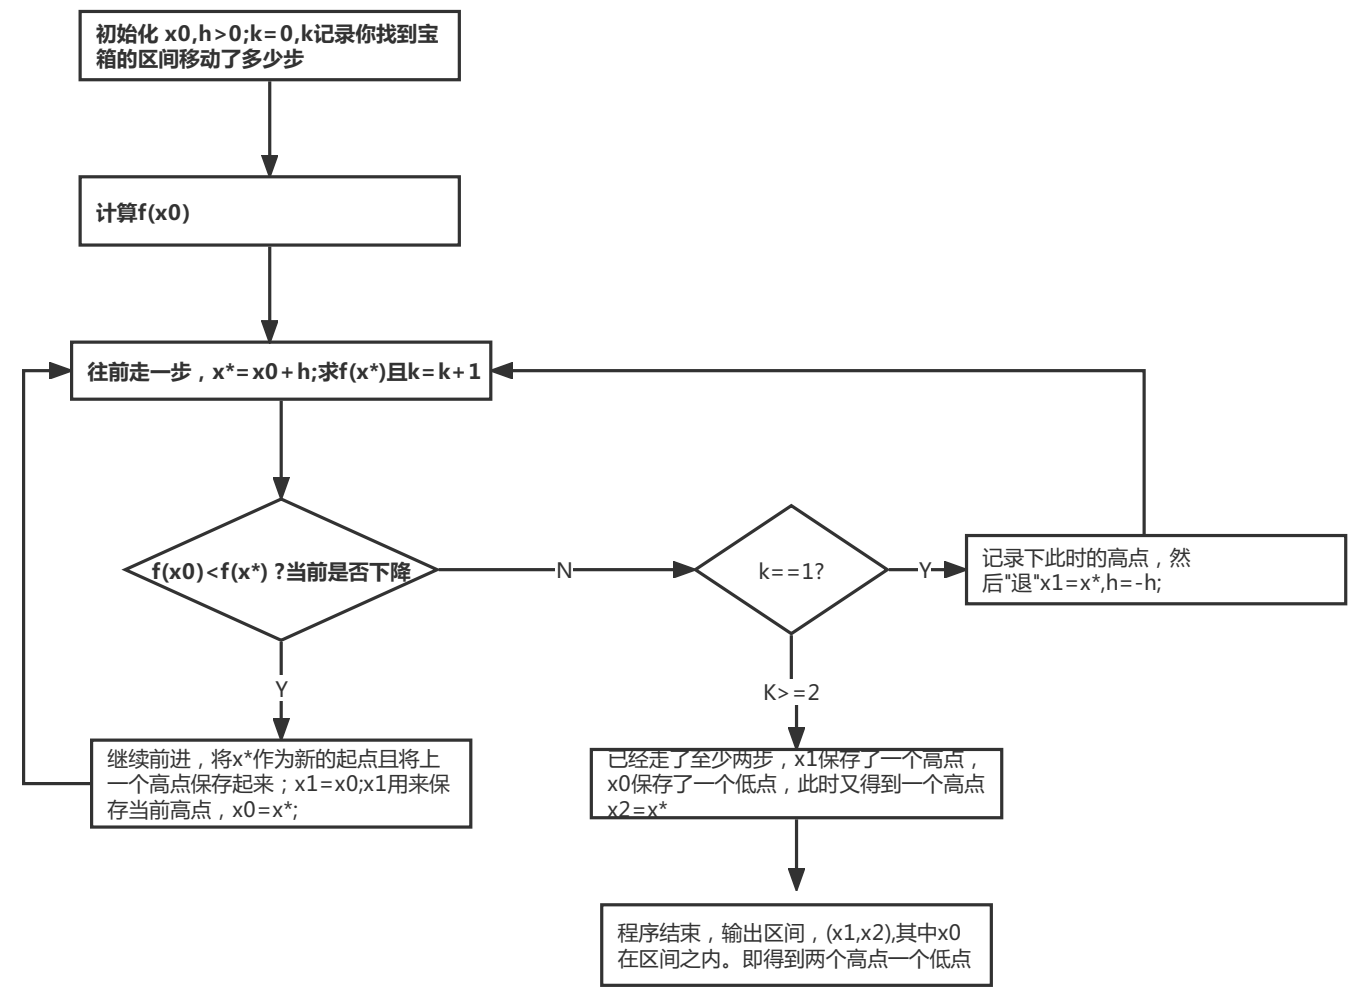 初始化 x0,h>0;k=0,k记录你找到宝
箱的区间移动了多少步
计算f(x0)
往前走一步，x*=x0+h;求f(x*)且k=k+1
f(x0)<f(x*) ?当前是否下降
N
k==1?
Y
记录下此时的高点，然
后"退"x1=x*,h=-h;
Y
K>=2
继续前进，将x*作为新的起点且将上
一个高点保存起来；x1=x0;x1用来保
存当前高点，x0=x*;
已经走了至少两步，x1保存了一个高点，
x0保存了一个低点，此时又得到一个高点
x2=x*
程序结束，输出区间，(x1,x2),其中x0
在区间之内。即得到两个高点一个低点